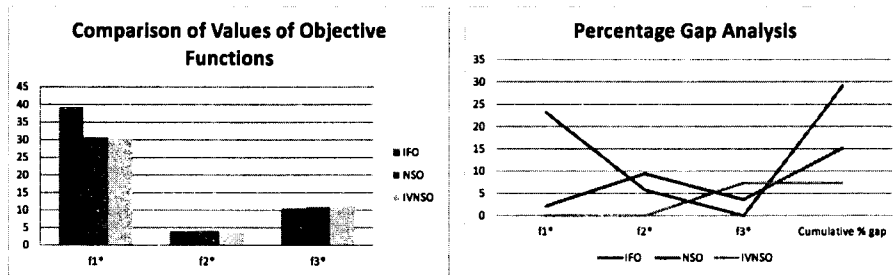 Comparison of Values of Objective
Functions
45
40
35
30
25
20
15
10
5
0
f1*
f2*
f3*
IFO
NSO
IVNSO
Percentage Gap Analysis
35
30
25
20
15
10
5
0
f1*
f2*
f3*
Cumulative % gap
IFO
NSO
IVNSO